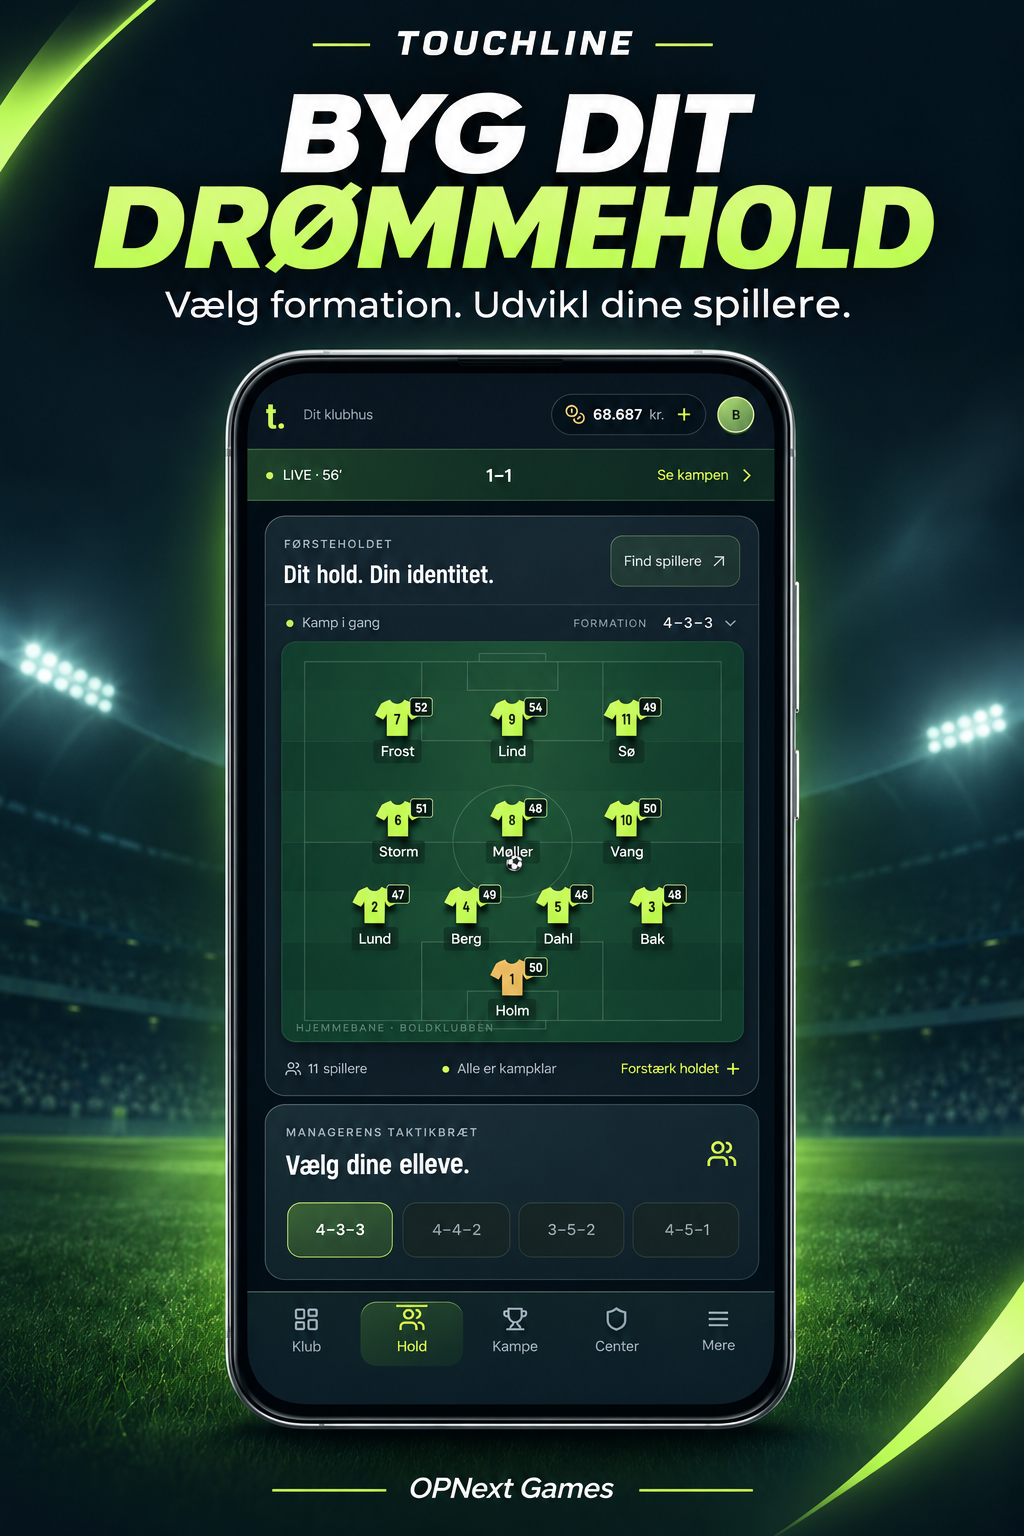 TOUCHLINE
BYG DIT
DRØMMEHOLD
Vælg formation. Udvikl dine spillere.
t. Dit klubhus 68.687 kr. + B
LIVE · 56' 1–1 Se kampen
FØRSTEHOLDET
Dit hold. Din identitet.
Find spillere
Kamp i gang FORMATION 4–3–3
7 52 9 54 11 49
Frost Lind Sø
6 51 8 48 10 50
Storm Møller Vang
2 47 4 49 5 46 3 48
Lund Berg Dahl Bak
1 50
Holm
HJEMMEBANE · BOLDKLUBBEN
11 spillere Alle er kampklar Forstærk holdet +
MANAGERENS TAKTIKBRÆT
Vælg dine elleve.
4–3–3 4–4–2 3–5–2 4–5–1
Klub Hold Kampe Center Mere
OPNext Games